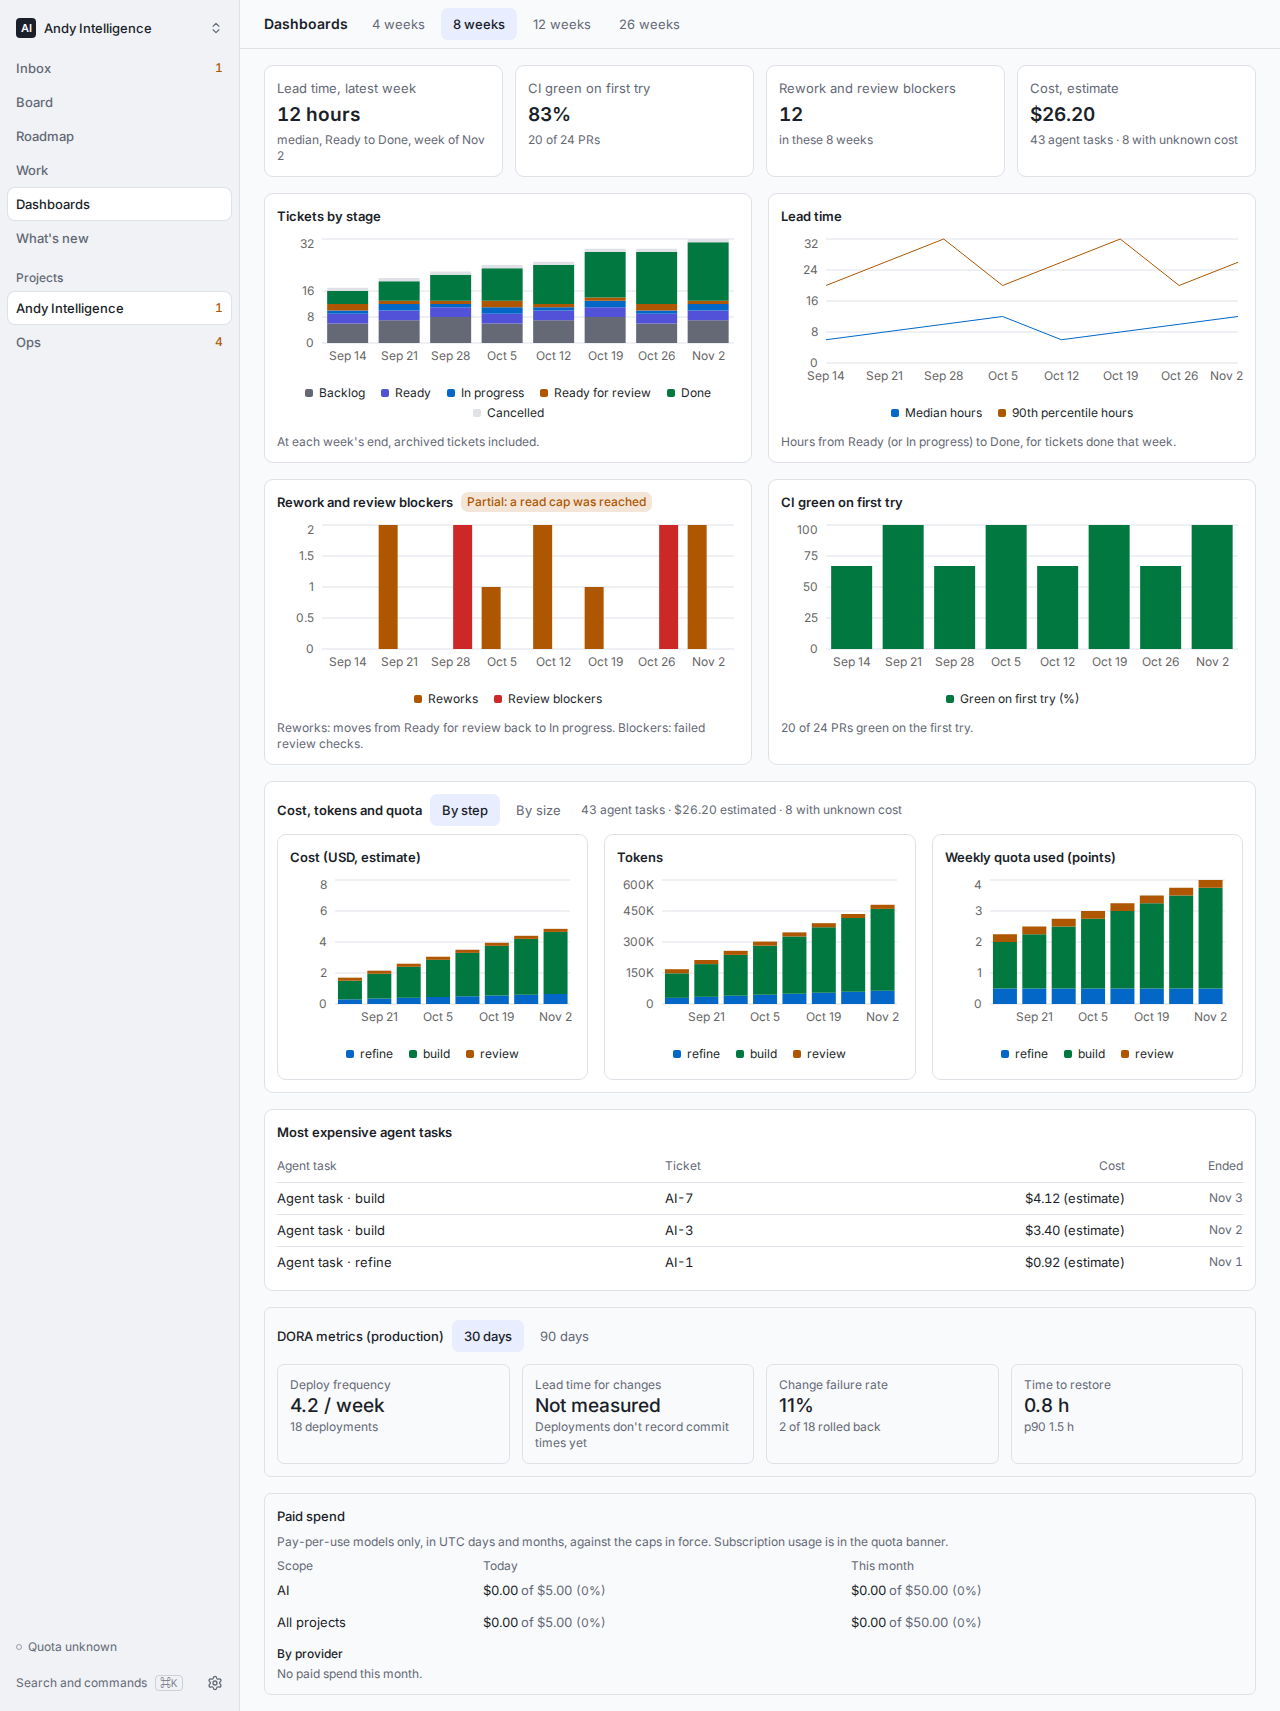 AI Andy Intelligence
Inbox 1
Board
Roadmap
Work
Dashboards
What's new
Projects
Andy Intelligence 1
Ops 4
Quota unknown
Search and commands ⌘K
Dashboards 4 weeks 8 weeks 12 weeks 26 weeks
Lead time, latest week
12 hours
median, Ready to Done, week of Nov
2
CI green on first try
83%
20 of 24 PRs
Rework and review blockers
12
in these 8 weeks
Cost, estimate
$26.20
43 agent tasks · 8 with unknown cost
Tickets by stage
32
16
8
0
Sep 14 Sep 21 Sep 28 Oct 5 Oct 12 Oct 19 Oct 26 Nov 2
Backlog Ready In progress Ready for review Done
Cancelled
At each week's end, archived tickets included.
Lead time
32
24
16
8
0
Sep 14 Sep 21 Sep 28 Oct 5 Oct 12 Oct 19 Oct 26 Nov 2
Median hours 90th percentile hours
Hours from Ready (or In progress) to Done, for tickets done that week.
Rework and review blockers Partial: a read cap was reached
2
1.5
1
0.5
0
Sep 14 Sep 21 Sep 28 Oct 5 Oct 12 Oct 19 Oct 26 Nov 2
Reworks Review blockers
Reworks: moves from Ready for review back to In progress. Blockers: failed
review checks.
CI green on first try
100
75
50
25
0
Sep 14 Sep 21 Sep 28 Oct 5 Oct 12 Oct 19 Oct 26 Nov 2
Green on first try (%)
20 of 24 PRs green on the first try.
Cost, tokens and quota By step By size 43 agent tasks · $26.20 estimated · 8 with unknown cost
Cost (USD, estimate)
8
6
4
2
0
Sep 21 Oct 5 Oct 19 Nov 2
refine build review
Tokens
600K
450K
300K
150K
0
Sep 21 Oct 5 Oct 19 Nov 2
refine build review
Weekly quota used (points)
4
3
2
1
0
Sep 21 Oct 5 Oct 19 Nov 2
refine build review
Most expensive agent tasks
Agent task Ticket Cost Ended
Agent task · build AI-7 $4.12 (estimate) Nov 3
Agent task · build AI-3 $3.40 (estimate) Nov 2
Agent task · refine AI-1 $0.92 (estimate) Nov 1
DORA metrics (production) 30 days 90 days
Deploy frequency
4.2 / week
18 deployments
Lead time for changes
Not measured
Deployments don't record commit
times yet
Change failure rate
11%
2 of 18 rolled back
Time to restore
0.8 h
p90 1.5 h
Paid spend
Pay-per-use models only, in UTC days and months, against the caps in force. Subscription usage is in the quota banner.
Scope Today This month
AI $0.00 of $5.00 (0%) $0.00 of $50.00 (0%)
All projects $0.00 of $5.00 (0%) $0.00 of $50.00 (0%)
By provider
No paid spend this month.